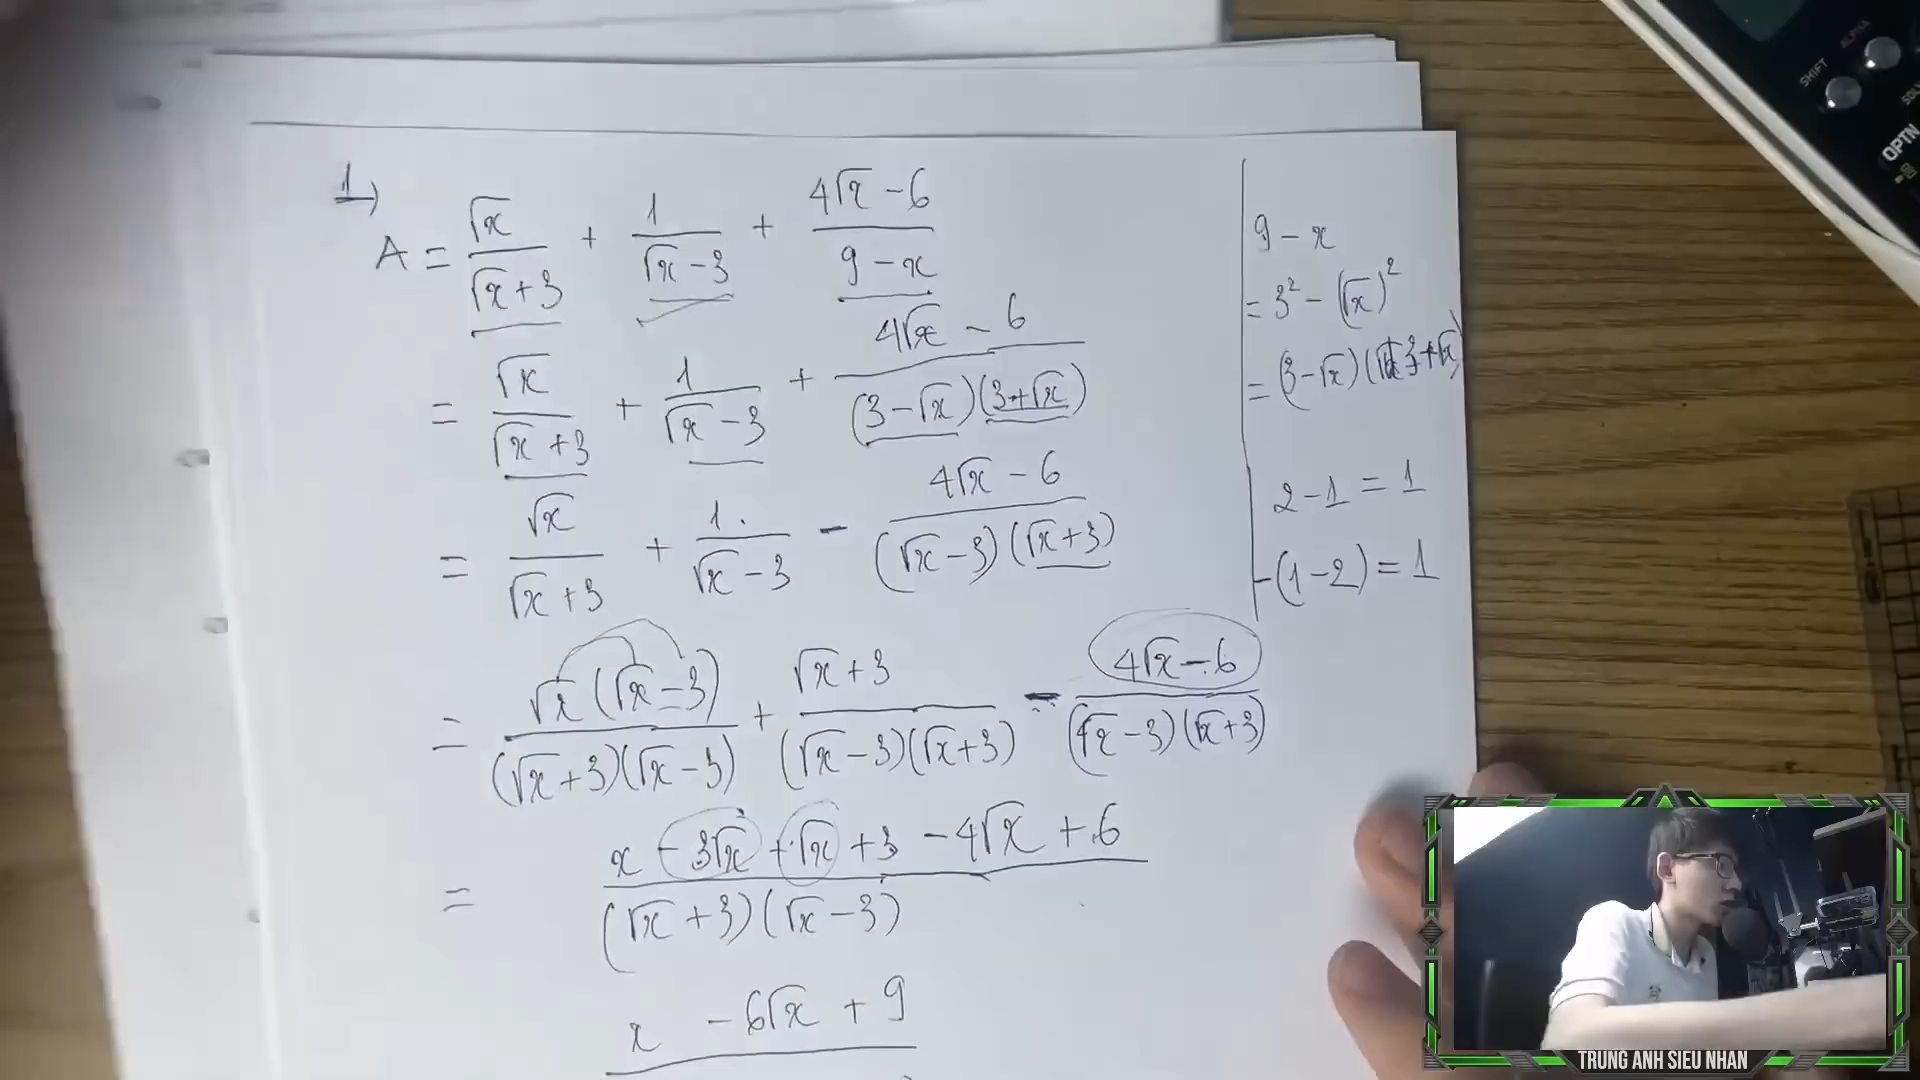 1)
A = √x/(√x+3) + 1/(√x-3) + (4√x-6)/(9-x)
= √x/(√x+3) + 1/(√x-3) + (4√x-6)/((3-√x)(3+√x))
= √x/(√x+3) + 1/(√x-3) - (4√x-6)/((√x-3)(√x+3))
= √x(√x-3)/((√x+3)(√x-3)) + (√x+3)/((√x-3)(√x+3)) - (4√x-6)/((√x-3)(√x+3))
= (x-3√x+√x+3-4√x+6)/((√x+3)(√x-3))
x-6√x+9
9-x
= 3²-(√x)²
= (3-√x)(3+√x)
2-1=1
-(1-2)=1
SHIFT
ALPHA
OPTN
TRUNG ANH SIEU NHAN